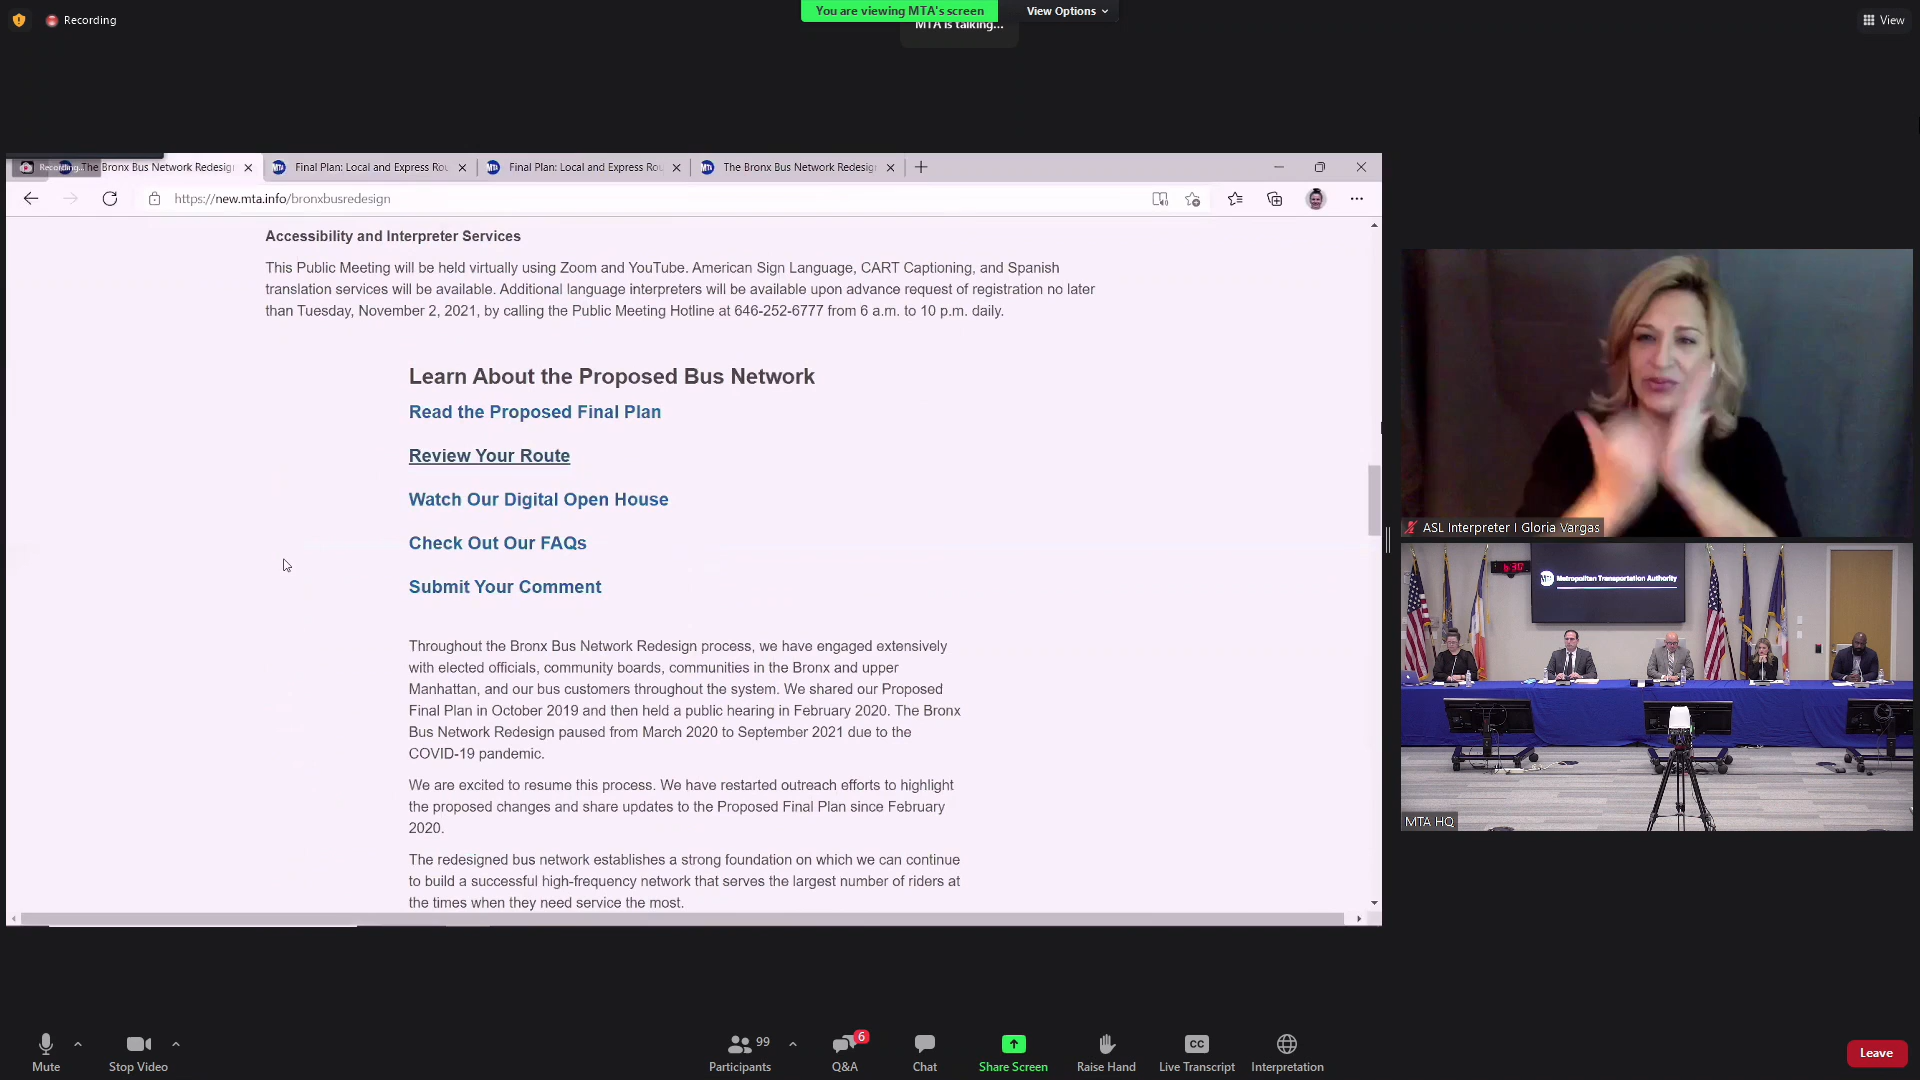 Recording
You are viewing MTA's screen
View Options
MTA is talking...
View
Recording...
The Bronx Bus Network Redesign
Final Plan: Local and Express Rou
Final Plan: Local and Express Rou
The Bronx Bus Network Redesign
https://new.mta.info/bronxbusredesign
Accessibility and Interpreter Services
This Public Meeting will be held virtually using Zoom and YouTube. American Sign Language, CART Captioning, and Spanish
translation services will be available. Additional language interpreters will be available upon advance request of registration no later
than Tuesday, November 2, 2021, by calling the Public Meeting Hotline at 646-252-6777 from 6 a.m. to 10 p.m. daily.
Learn About the Proposed Bus Network
Read the Proposed Final Plan
Review Your Route
Watch Our Digital Open House
Check Out Our FAQs
Submit Your Comment
Throughout the Bronx Bus Network Redesign process, we have engaged extensively
with elected officials, community boards, communities in the Bronx and upper
Manhattan, and our bus customers throughout the system. We shared our Proposed
Final Plan in October 2019 and then held a public hearing in February 2020. The Bronx
Bus Network Redesign paused from March 2020 to September 2021 due to the
COVID-19 pandemic.
We are excited to resume this process. We have restarted outreach efforts to highlight
the proposed changes and share updates to the Proposed Final Plan since February
2020.
The redesigned bus network establishes a strong foundation on which we can continue
to build a successful high-frequency network that serves the largest number of riders at
the times when they need service the most.
ASL Interpreter I Gloria Vargas
MTA Metropolitan Transportation Authority
MTA HQ
Mute
Stop Video
99
Participants
6
Q&A
Chat
Share Screen
Raise Hand
CC
Live Transcript
Interpretation
Leave